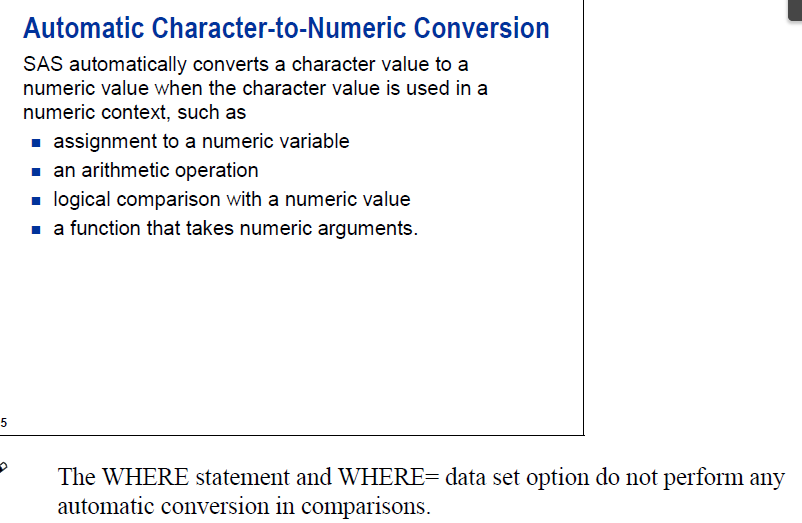 Automatic Character-to-Numeric Conversion
SAS automatically converts a character value to a
numeric value when the character value is used in a
numeric context, such as
■ assignment to a numeric variable
■ an arithmetic operation
■ logical comparison with a numeric value
■ a function that takes numeric arguments.
5
The WHERE statement and WHERE= data set option do not perform any
automatic conversion in comparisons.